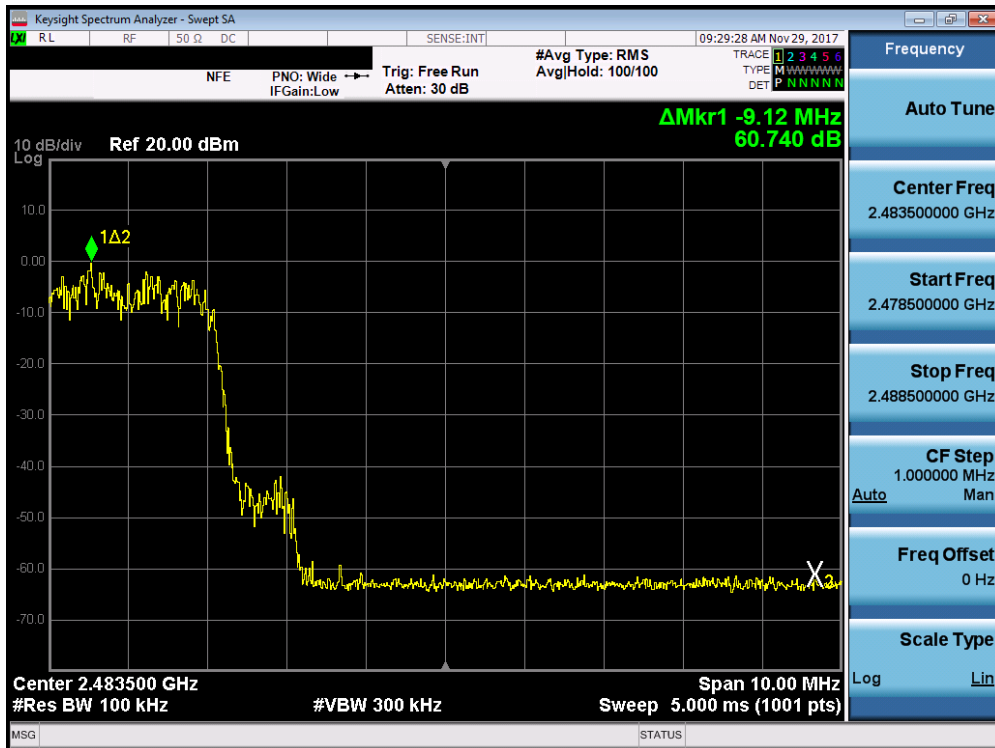 Keysight Spectrum Analyzer - Swept SA
LXI RL RF 50 Ω DC SENSE:INT 09:29:28 AM Nov 29, 2017
NFE PNO: Wide Trig: Free Run #Avg Type: RMS TRACE 1 2 3 4 5 6
IFGain:Low Atten: 30 dB Avg|Hold: 100/100 TYPE M WWWWW
DET P N N N N N
ΔMkr1 -9.12 MHz
60.740 dB
10 dB/div Ref 20.00 dBm
Log
10.0
1Δ2
0.00
-10.0
-20.0
-30.0
-40.0
-50.0
-60.0
2
-70.0
Center 2.483500 GHz Span 10.00 MHz
#Res BW 100 kHz #VBW 300 kHz Sweep 5.000 ms (1001 pts)
MSG STATUS
Frequency
Auto Tune
Center Freq
2.483500000 GHz
Start Freq
2.478500000 GHz
Stop Freq
2.488500000 GHz
CF Step
1.000000 MHz
Auto Man
Freq Offset
0 Hz
Scale Type
Log Lin